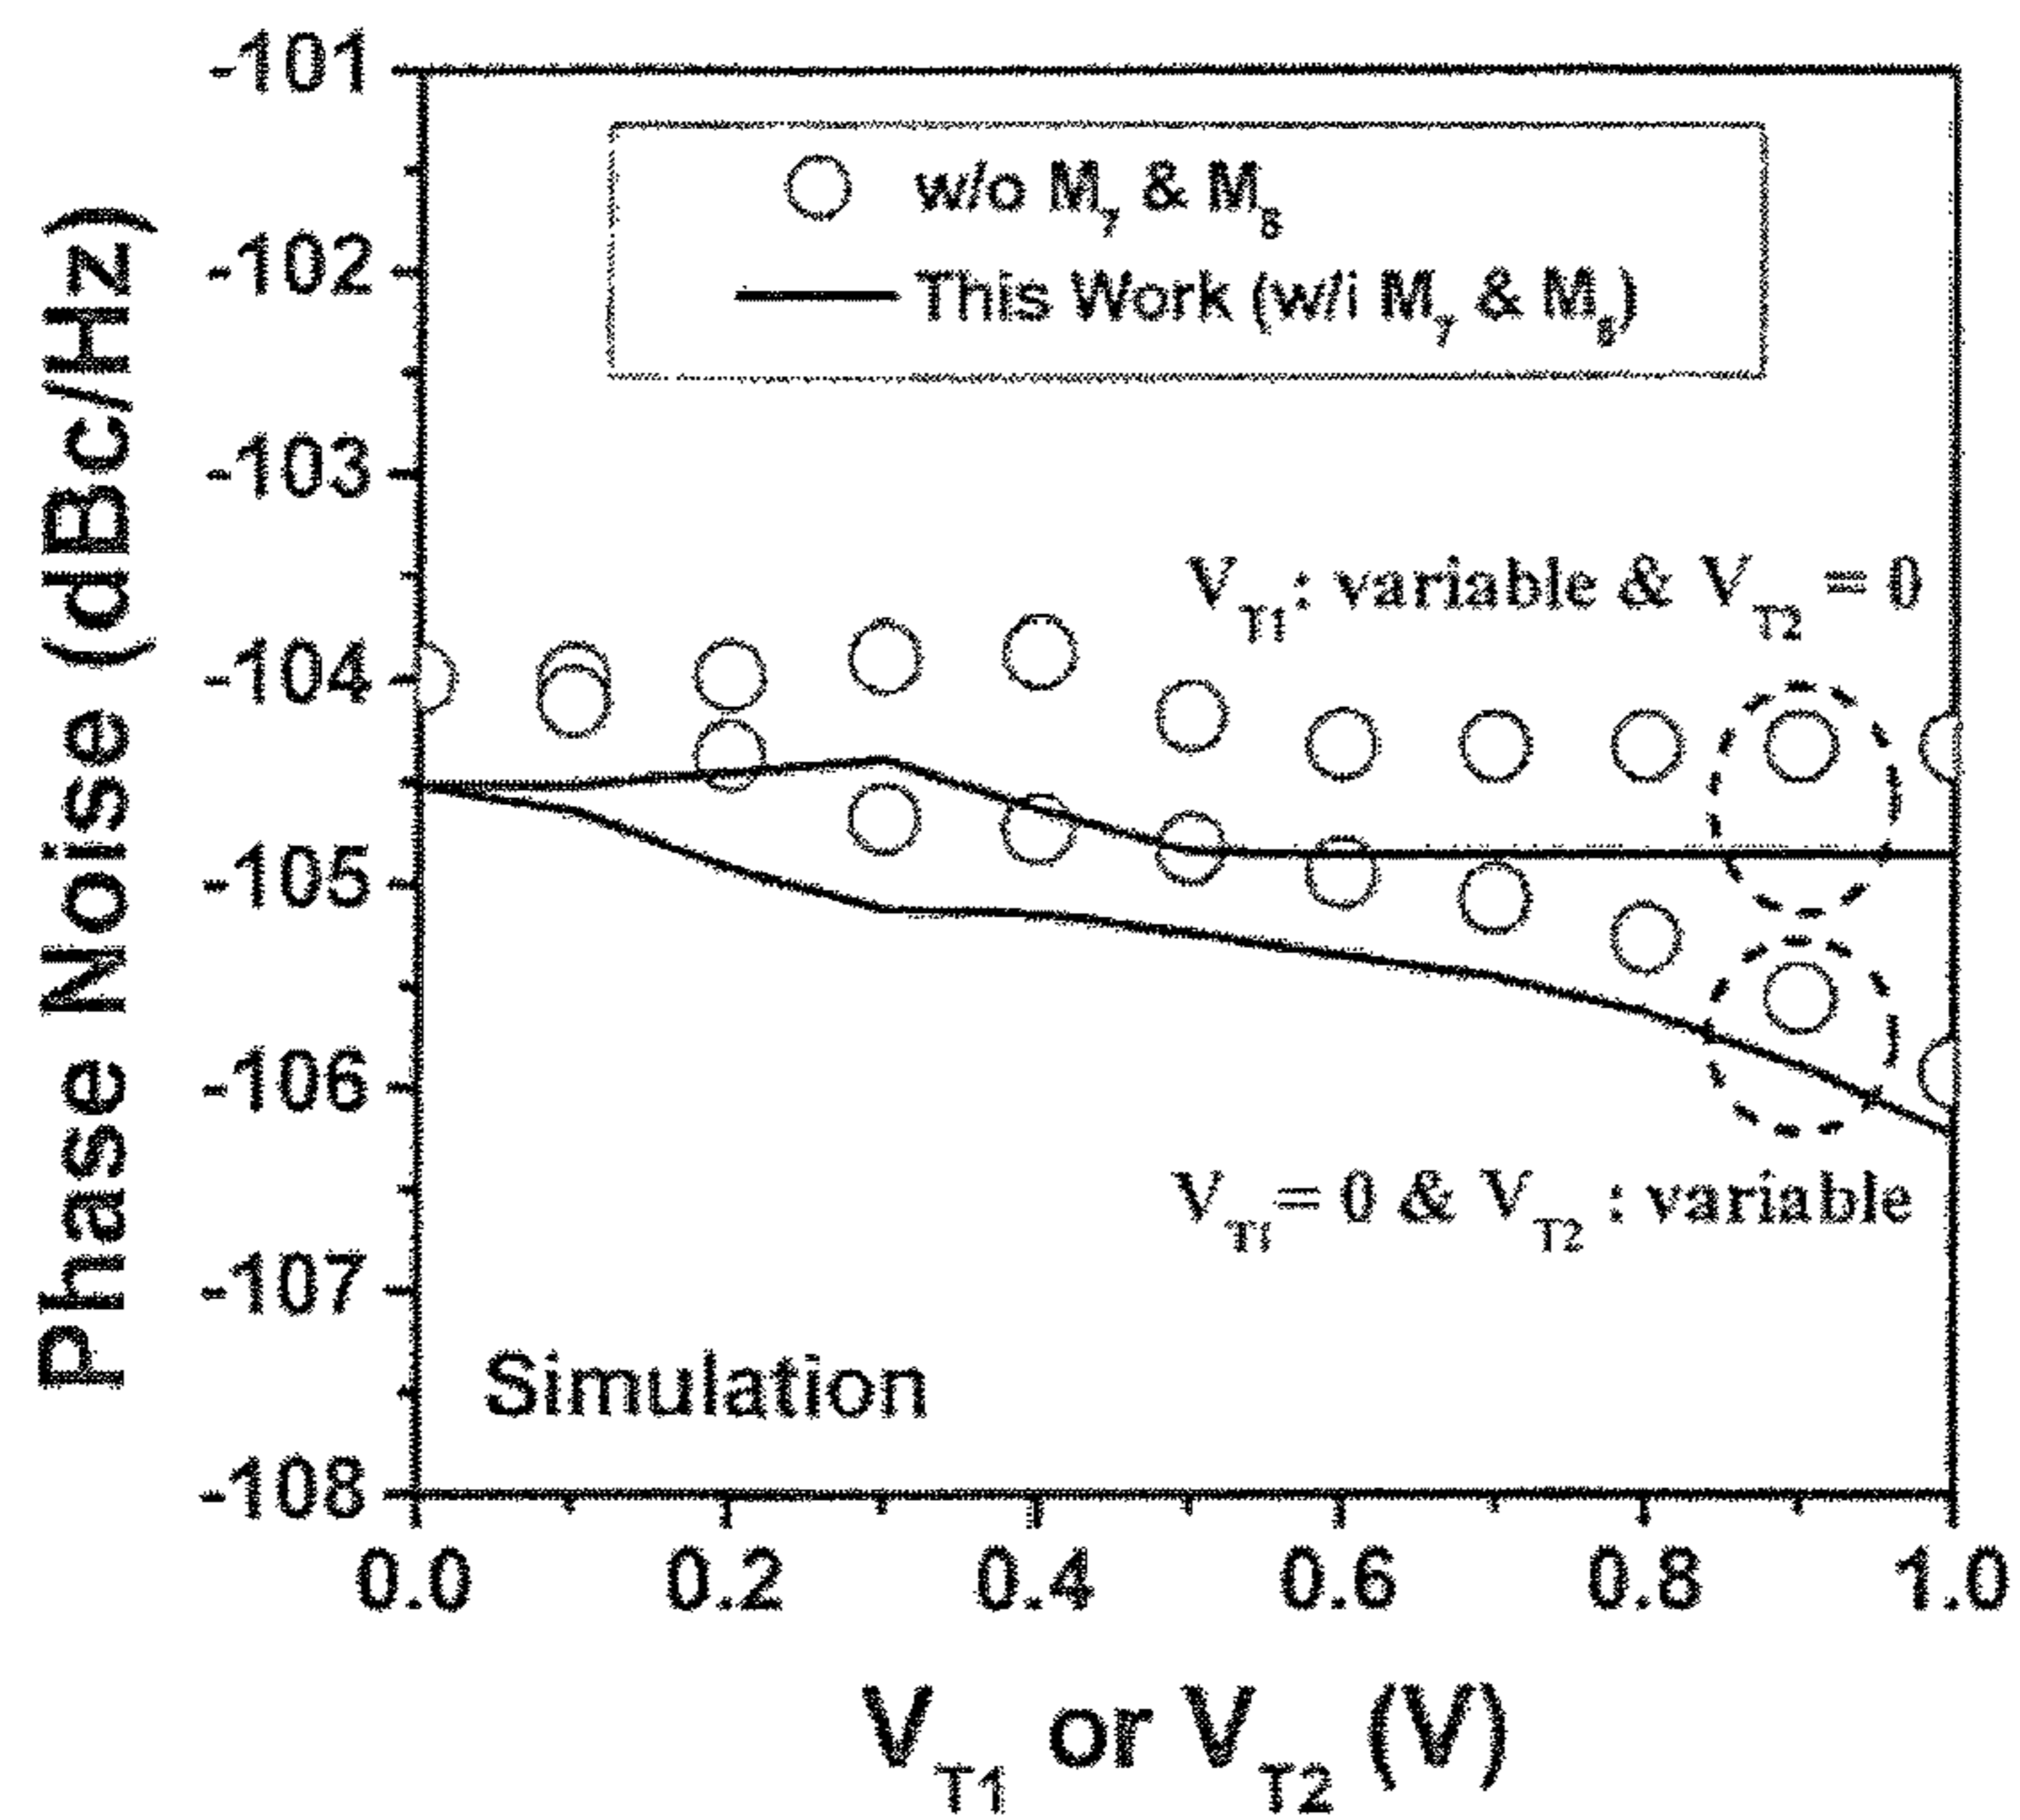 Phase Noise (dBc/Hz)
-101
-102
-103
-104
-105
-106
-107
-108
w/o M7 & M8
This Work (w/i M7 & M8)
VT1: variable & VT2 = 0
VT1= 0 & VT2 : variable
Simulation
0.0 0.2 0.4 0.6 0.8 1.0
VT1 or VT2 (V)